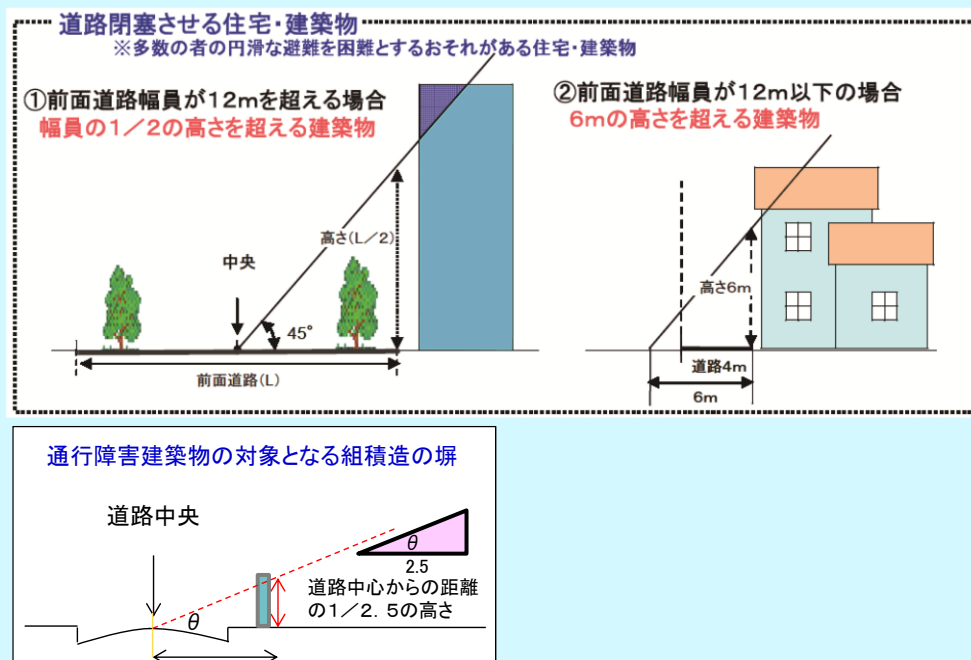 道路閉塞させる住宅・建築物
※多数の者の円滑な避難を困難とするおそれがある住宅・建築物
①前面道路幅員が12mを超える場合
幅員の1/2の高さを超える建築物
高さ(L/2)
中央
45°
前面道路(L)
②前面道路幅員が12m以下の場合
6mの高さを超える建築物
高さ6m
道路4m
6m
通行障害建築物の対象となる組積造の塀
道路中央
θ
2.5
道路中心からの距離
の1/2.5の高さ
θ